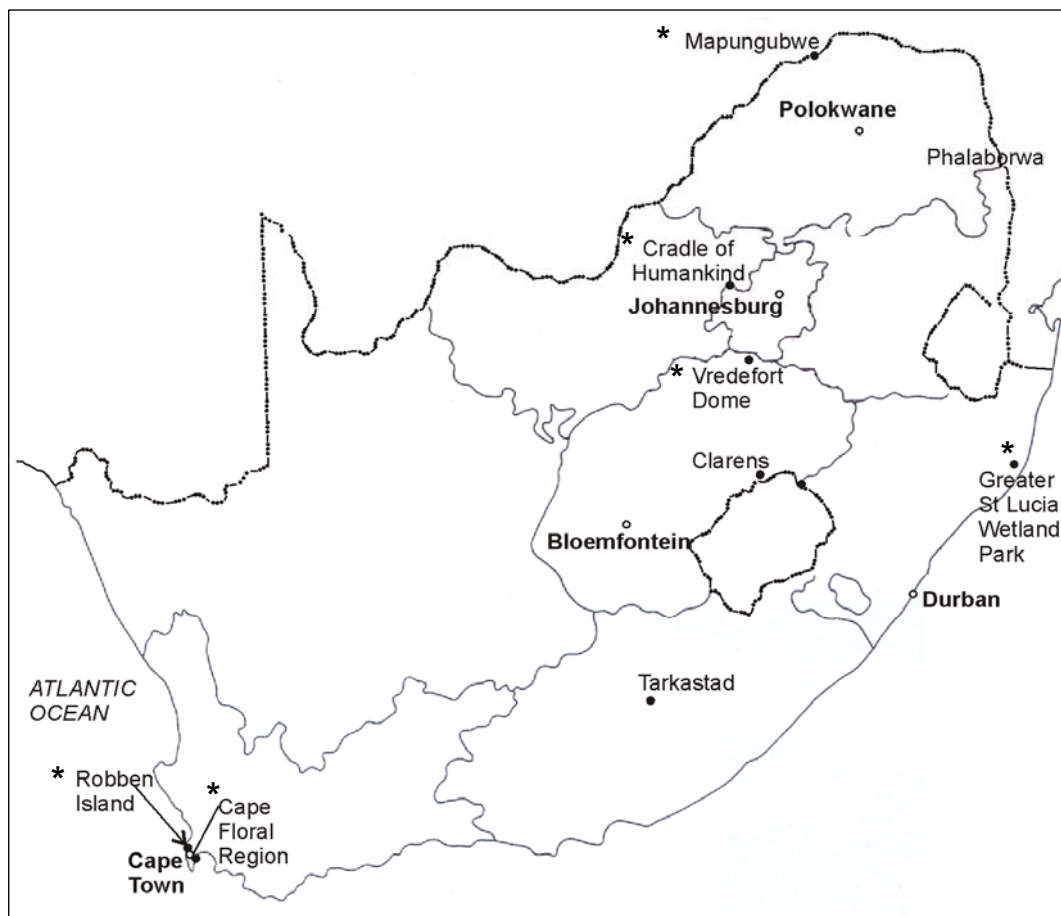 * Mapungubwe
Polokwane
Phalaborwa
* Cradle of
Humankind
Johannesburg
* Vredefort
Dome
Clarens
*
Greater
St Lucia
Wetland
Park
Bloemfontein
Durban
Tarkastad
ATLANTIC
OCEAN
* Robben
Island
*
Cape
Floral
Region
Cape
Town